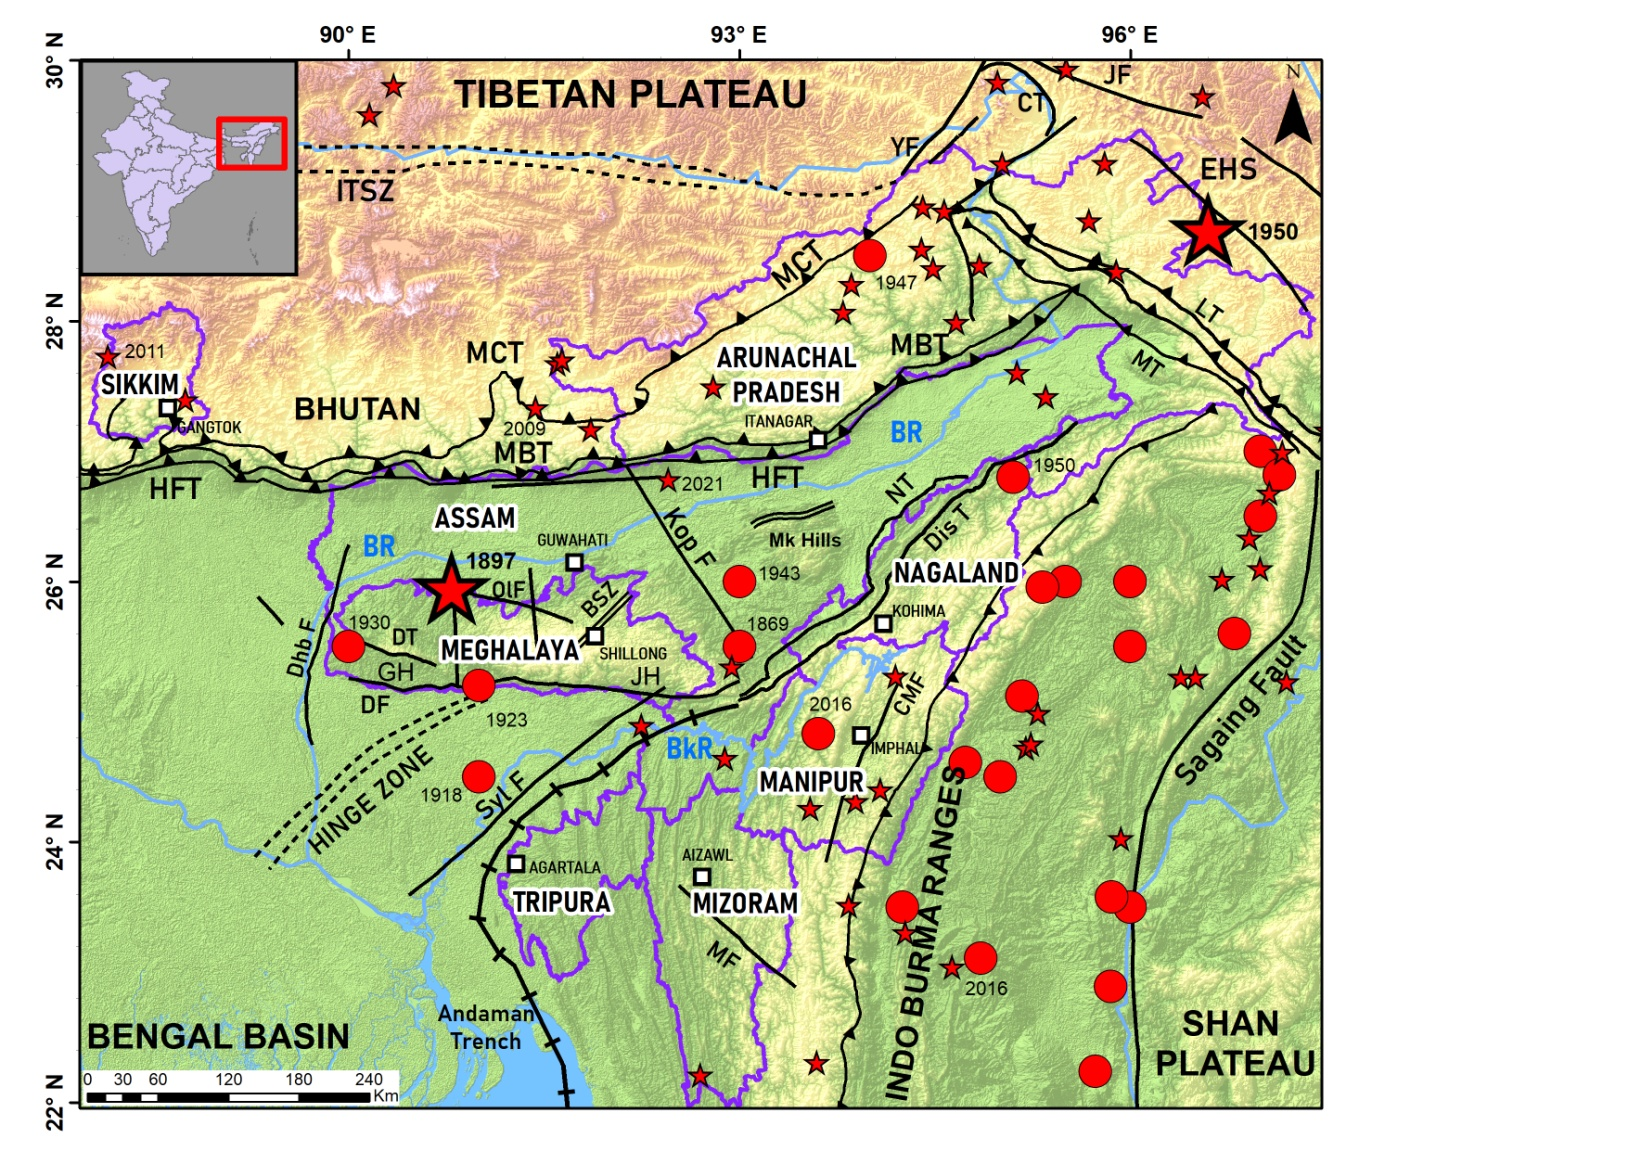 90° E
93° E
96° E
30° N
28° N
26° N
24° N
22° N
N
TIBETAN PLATEAU
JF
CT
YF
EHS
ITSZ
1950
MCT
1947
LT
2011
MCT
MBT
MT
ARUNACHAL
PRADESH
SIKKIM
BHUTAN
GANGTOK
2009
ITANAGAR
BR
MBT
HFT
HFT
2021
1950
NT
ASSAM
Kop F
Dis T
BR
GUWAHATI
Mk Hills
1897
OlF
1943
NAGALAND
BSZ
KOHIMA
1930
1869
Dhb F
DT
MEGHALAYA
SHILLONG
GH
JH
DF
CMF
Sagaing Fault
1923
2016
BkR
IMPHAL
HINGE ZONE
1918
Syl F
MANIPUR
AGARTALA
AIZAWL
TRIPURA
MIZORAM
MF
INDO BURMA RANGES
2016
Andaman
Trench
BENGAL BASIN
SHAN
PLATEAU
0 30 60 120 180 240
Km